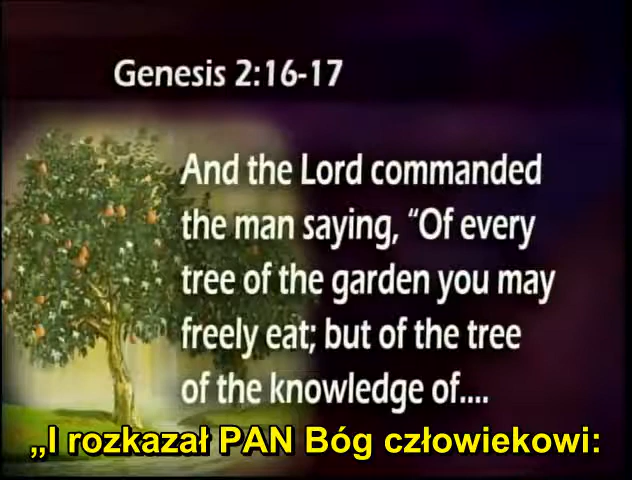 Genesis 2:16-17
And the Lord commanded
the man saying, “Of every
tree of the garden you may
freely eat; but of the tree
of the knowledge of....
„I rozkazał PAN Bóg człowiekowi: